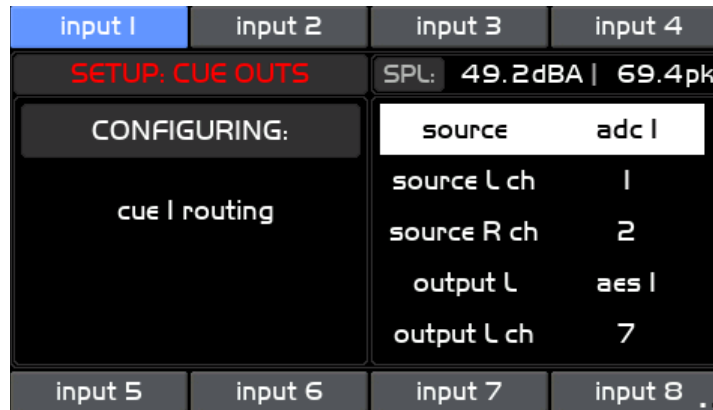 input 1 input 2 input 3 input 4
SETUP: CUE OUTS SPL: 49.2dBA | 69.4pk
CONFIGURING:
cue 1 routing
source adc 1
source L ch 1
source R ch 2
output L aes 1
output L ch 7
input 5 input 6 input 7 input 8